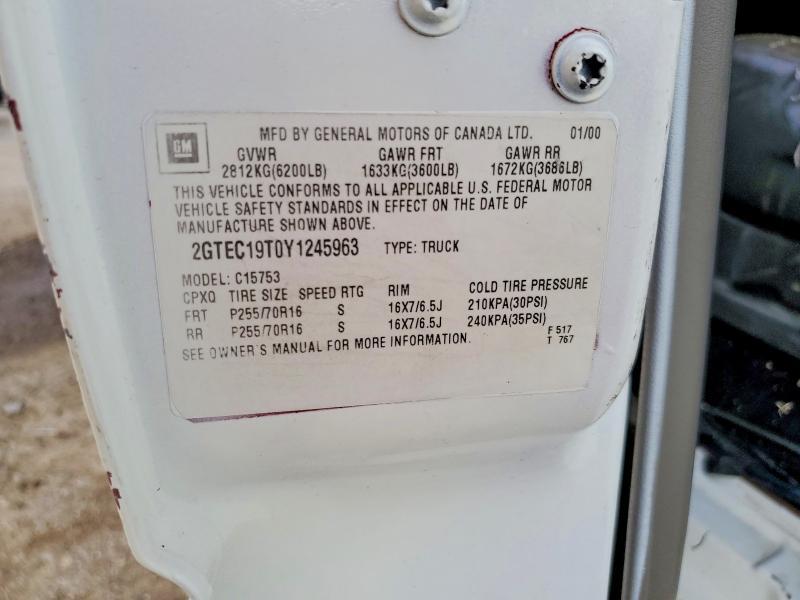 GM
MFD BY GENERAL MOTORS OF CANADA LTD. 01/00
GVWR GAWR FRT GAWR RR
2812KG(6200LB) 1633KG(3600LB) 1672KG(3686LB)
THIS VEHICLE CONFORMS TO ALL APPLICABLE U.S. FEDERAL MOTOR
VEHICLE SAFETY STANDARDS IN EFFECT ON THE DATE OF
MANUFACTURE SHOWN ABOVE.
2GTEC19T0Y1245963 TYPE: TRUCK
MODEL: C15753
CPXQ TIRE SIZE SPEED RTG RIM COLD TIRE PRESSURE
FRT P255/70R16 S 16X7/6.5J 210KPA(30PSI)
RR P255/70R16 S 16X7/6.5J 240KPA(35PSI)
SEE OWNER'S MANUAL FOR MORE INFORMATION.
F 517
T 767